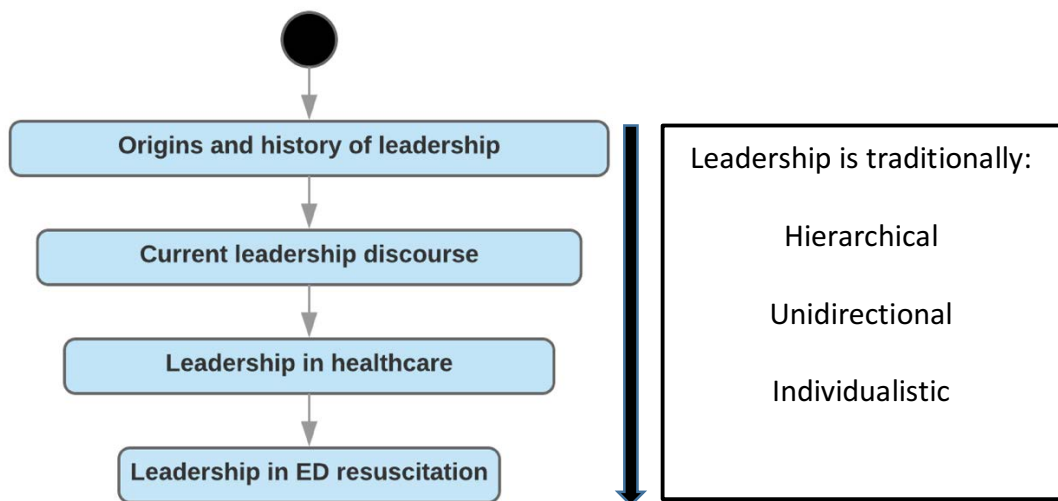 Origins and history of leadership
Current leadership discourse
Leadership in healthcare
Leadership in ED resuscitation
Leadership is traditionally:
Hierarchical
Unidirectional
Individualistic